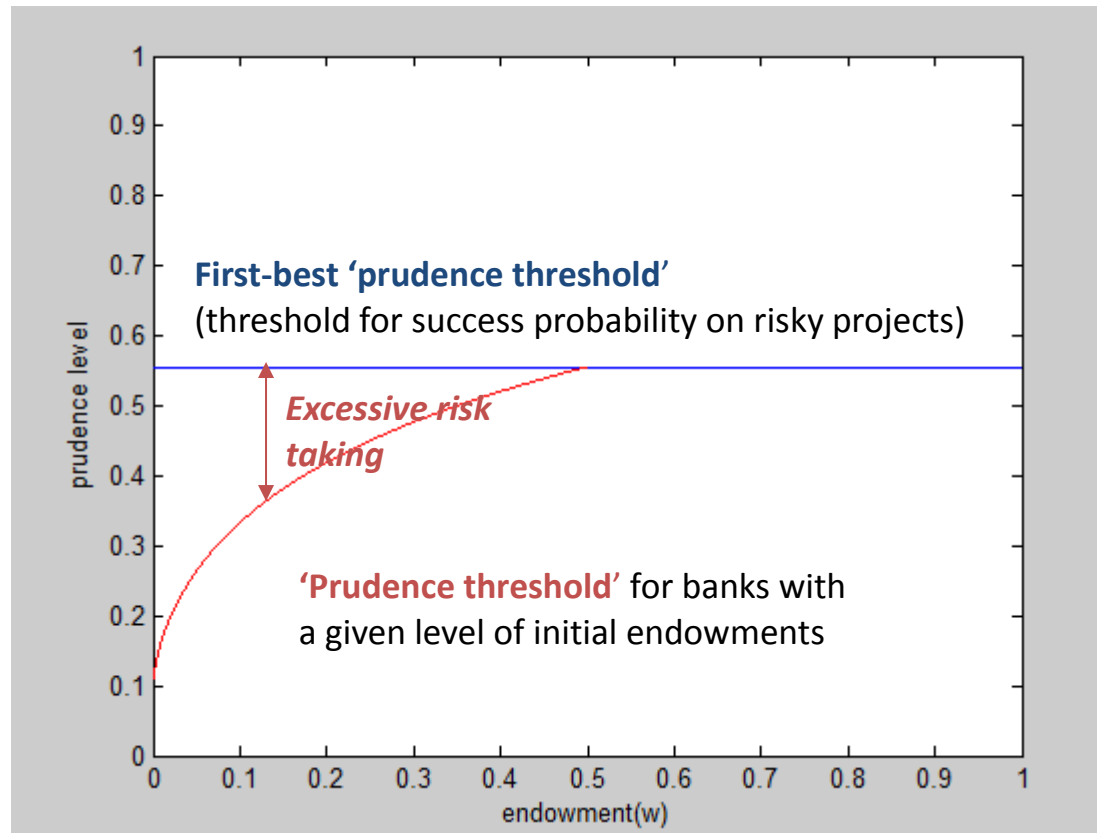 1
0.9
0.8
0.7
0.6
0.5
0.4
0.3
0.2
0.1
0
prudence level
First-best ‘prudence threshold’
(threshold for success probability on risky projects)
Excessive risk
taking
‘Prudence threshold’ for banks with
a given level of initial endowments
0 0.1 0.2 0.3 0.4 0.5 0.6 0.7 0.8 0.9 1
endowment(w)